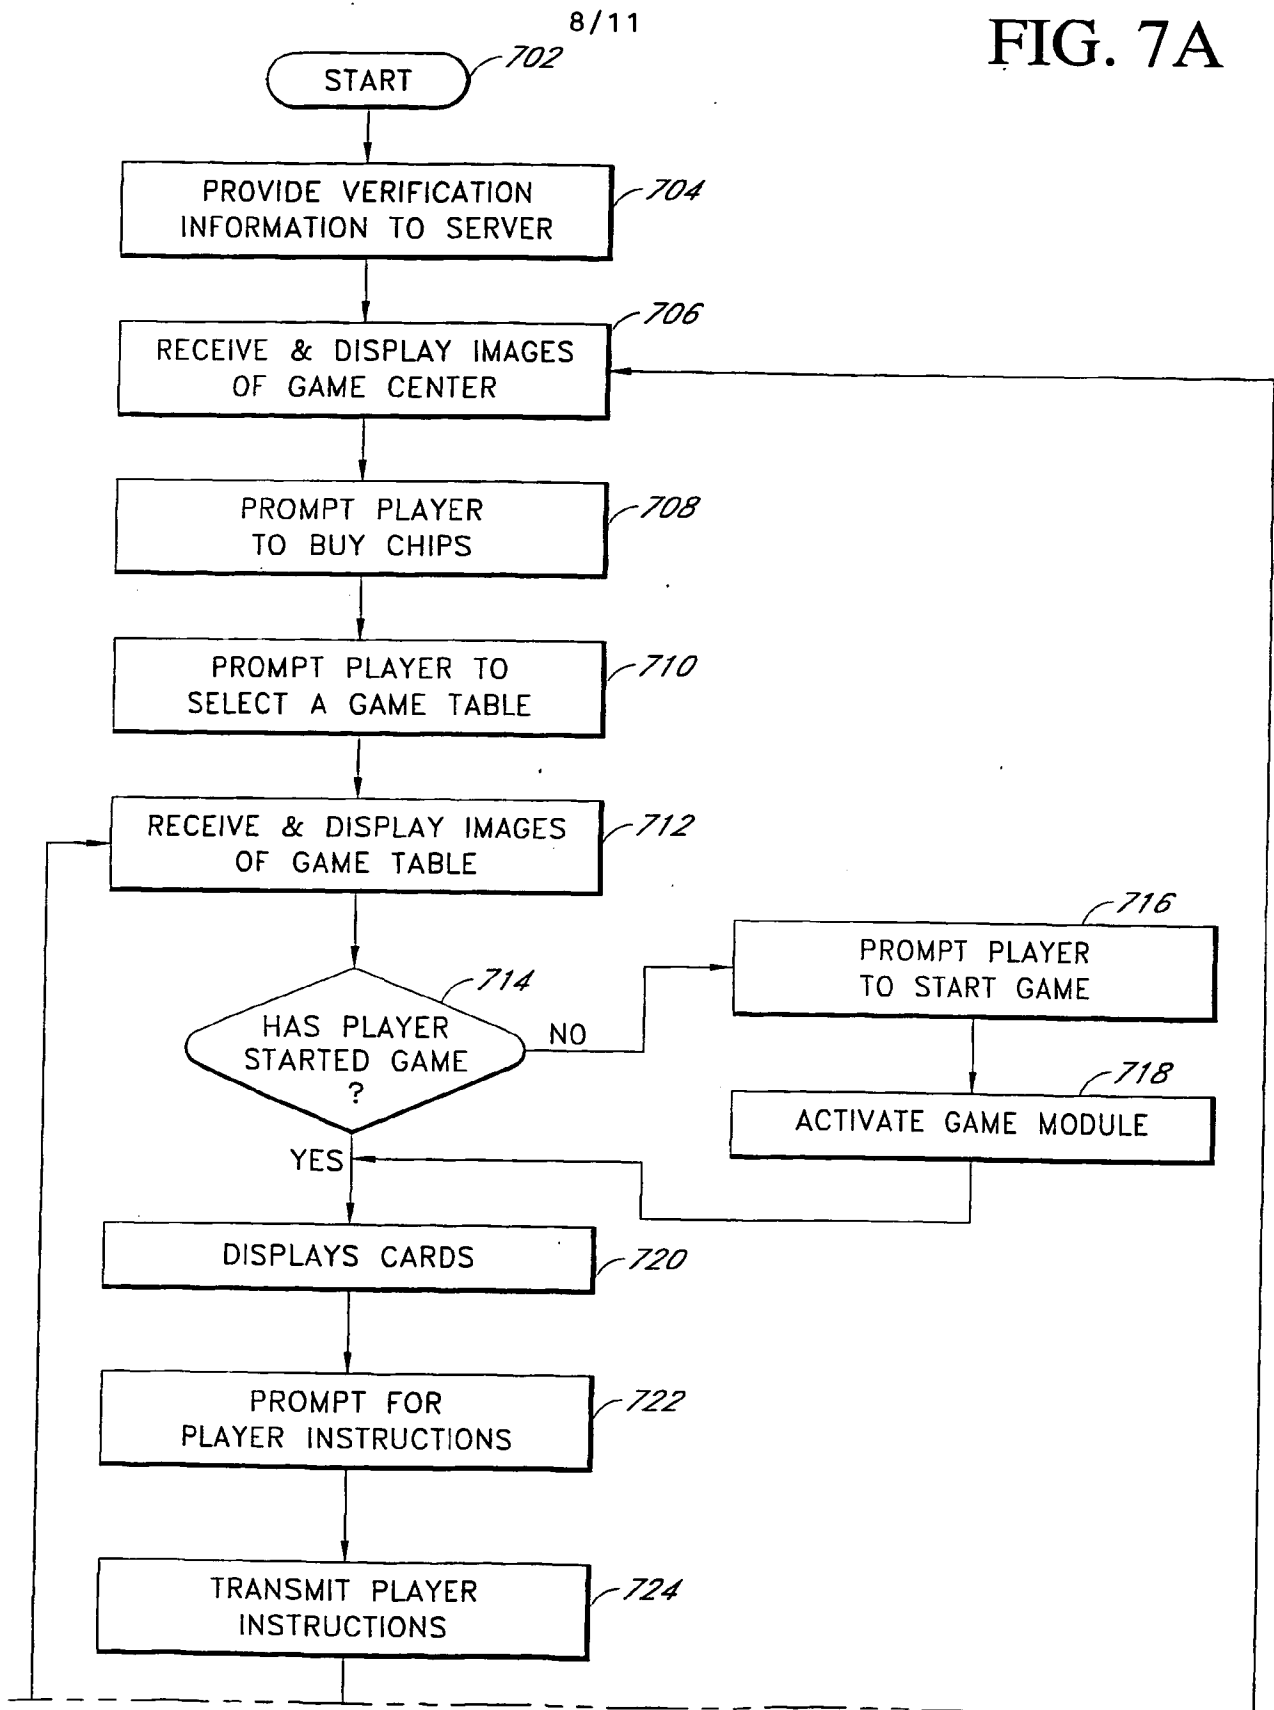 8/11
FIG. 7A
START
702
PROVIDE VERIFICATION
INFORMATION TO SERVER
704
RECEIVE & DISPLAY IMAGES
OF GAME CENTER
706
PROMPT PLAYER
TO BUY CHIPS
708
PROMPT PLAYER TO
SELECT A GAME TABLE
710
RECEIVE & DISPLAY IMAGES
OF GAME TABLE
712
HAS PLAYER
STARTED GAME
?
714
NO
YES
PROMPT PLAYER
TO START GAME
716
ACTIVATE GAME MODULE
718
DISPLAYS CARDS
720
PROMPT FOR
PLAYER INSTRUCTIONS
722
TRANSMIT PLAYER
INSTRUCTIONS
724